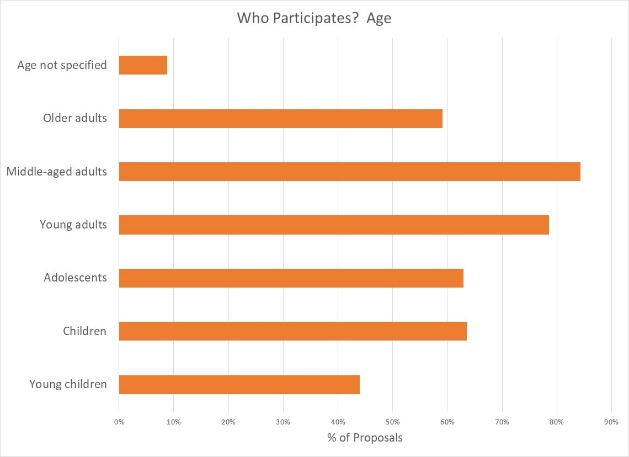 Who Participates?  Age
Age not specified
Older adults
Middle-aged adults
Young adults
Adolescents
Children
Young children
0% 10% 20% 30% 40% 50% 60% 70% 80% 90%
% of Proposals